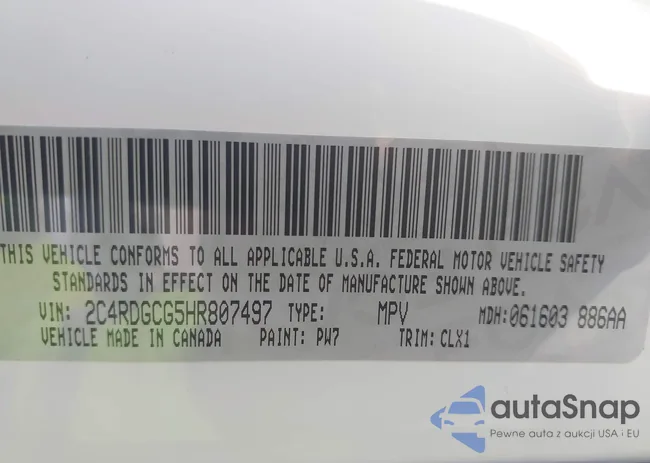 THIS VEHICLE CONFORMS TO ALL APPLICABLE U.S.A. FEDERAL MOTOR VEHICLE SAFETY
STANDARDS IN EFFECT ON THE DATE OF MANUFACTURE SHOWN ABOVE.
VIN: 2C4RDGCG5HR807497 TYPE: MPV MDH:061603 886AA
VEHICLE MADE IN CANADA PAINT: PW7 TRIM: CLX1
autaSnap
Pewne auta z aukcji USA i EU